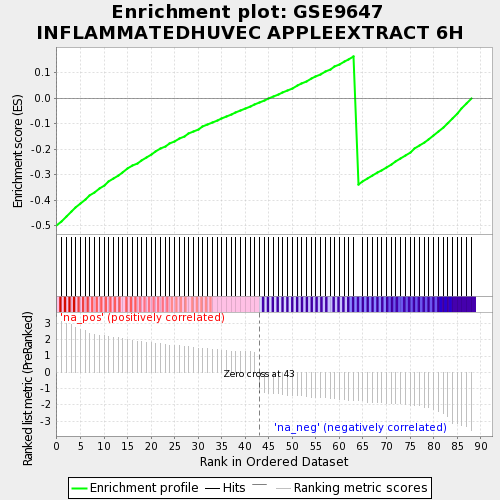 Enrichment plot: GSE9647
INFLAMMATEDHUVEC APPLEEXTRACT 6H
Enrichment score (ES)
0.1
0.0
-0.1
-0.2
-0.3
-0.4
-0.5
Ranked list metric (PreRanked)
'na_pos' (positively correlated)
3
2
1
0
-1
-2
-3
Zero cross at 43
'na_neg' (negatively correlated)
0 5 10 15 20 25 30 35 40 45 50 55 60 65 70 75 80 85 90
Rank in Ordered Dataset
Enrichment profile Hits Ranking metric scores